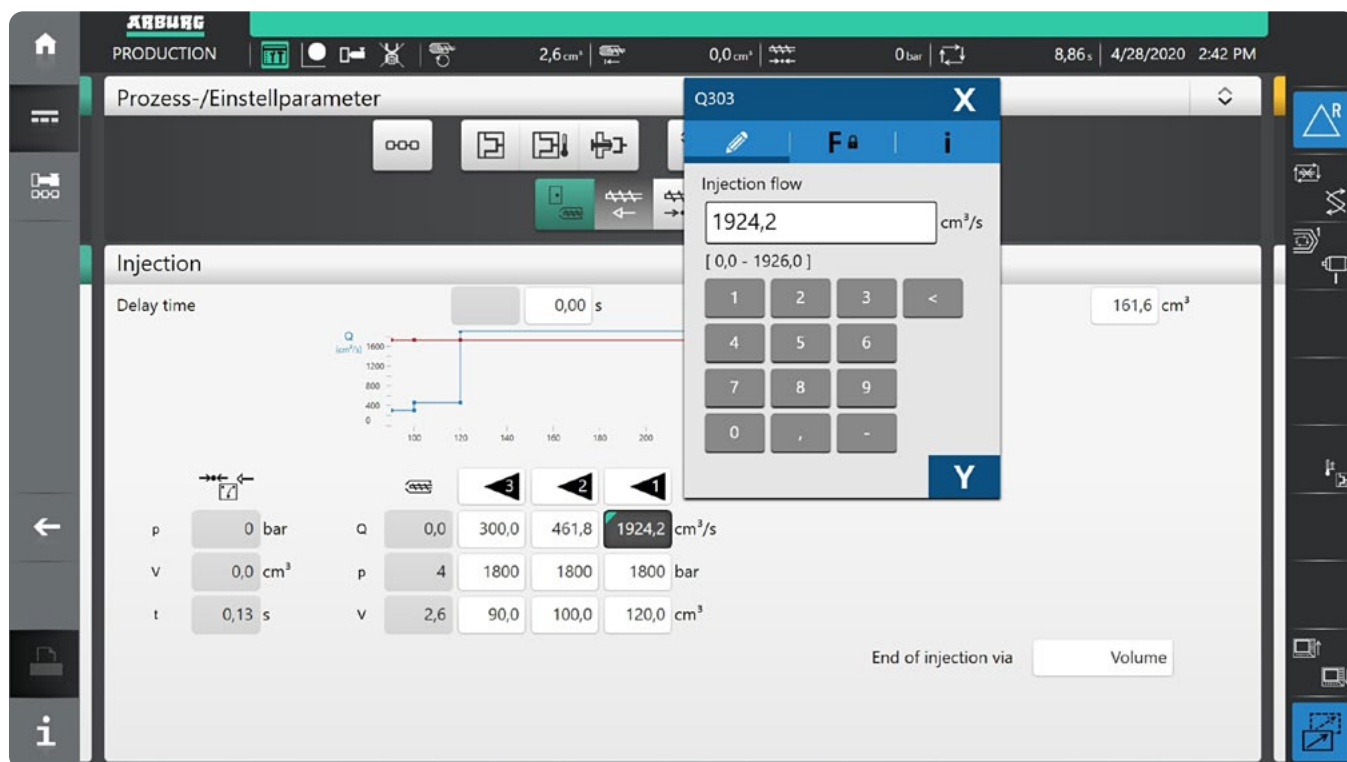 ARBURG
PRODUCTION 2,6 cm³ 0,0 cm³ 0 bar 8,86 s 4/28/2020 2:42 PM
Prozess-/Einstellparameter
Q303 X
F i
Injection flow
1924,2 cm³/s
[ 0,0 - 1926,0 ]
1 2 3 <
4 5 6
7 8 9
0 , -
Y
R
1
Injection
Delay time 0,00 s 161,6 cm³
Q
(cm³/s)
1600
1200
800
400
0
100 120 140 160 180 200
3 2 1
p 0 bar Q 0,0 300,0 461,8 1924,2 cm³/s
V 0,0 cm³ p 4 1800 1800 1800 bar
t 0,13 s V 2,6 90,0 100,0 120,0 cm³
End of injection via Volume
i